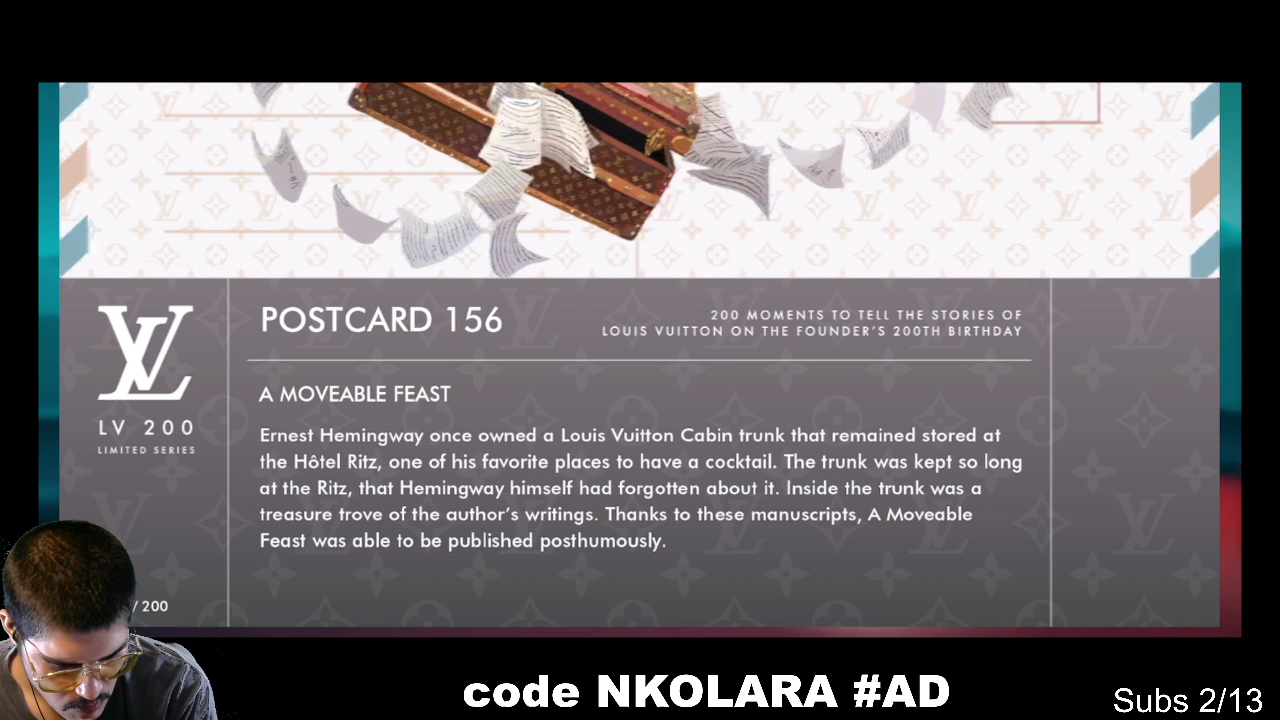 POSTCARD 156
200 MOMENTS TO TELL THE STORIES OF
LOUIS VUITTON ON THE FOUNDER'S 200TH BIRTHDAY
LV 200
LIMITED SERIES
A MOVEABLE FEAST
Ernest Hemingway once owned a Louis Vuitton Cabin trunk that remained stored at
the Hôtel Ritz, one of his favorite places to have a cocktail. The trunk was kept so long
at the Ritz, that Hemingway himself had forgotten about it. Inside the trunk was a
treasure trove of the author's writings. Thanks to these manuscripts, A Moveable
Feast was able to be published posthumously.
/ 200
code NKOLARA #AD
Subs 2/13